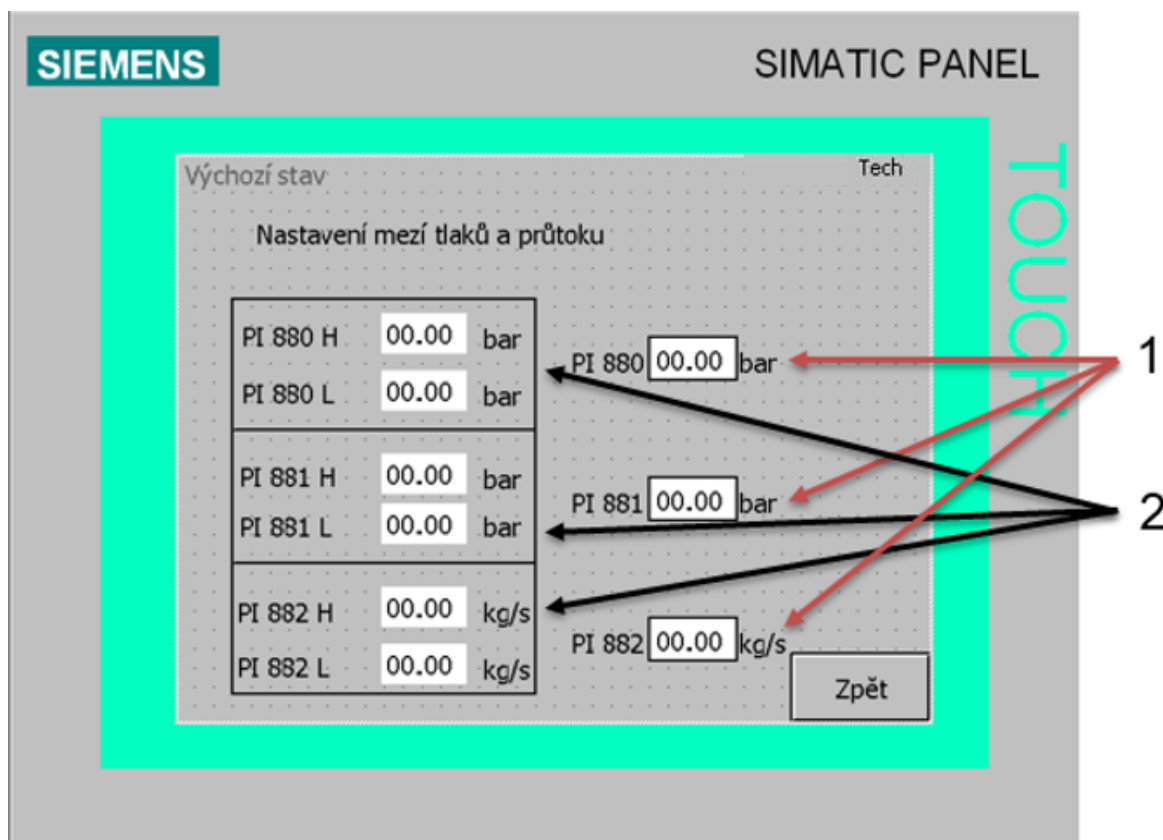 SIEMENS
SIMATIC PANEL
TOUCH
Výchozí stav
Tech
Nastavení mezí tlaků a průtoku
PI 880 H 00.00 bar
PI 880 L 00.00 bar
PI 880 00.00 bar
1
PI 881 H 00.00 bar
PI 881 L 00.00 bar
PI 881 00.00 bar
2
PI 882 H 00.00 kg/s
PI 882 L 00.00 kg/s
PI 882 00.00 kg/s
Zpět